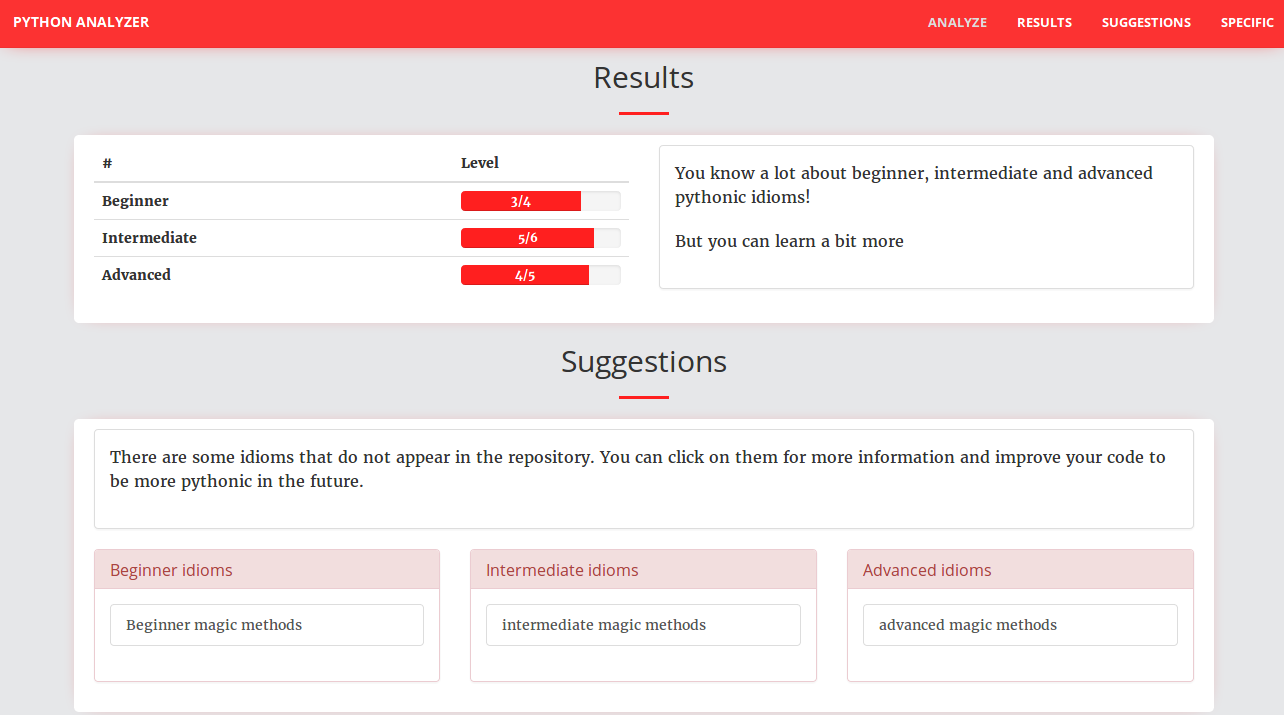 PYTHON ANALYZER
ANALYZE RESULTS SUGGESTIONS SPECIFIC
Results
# Level
Beginner 3/4
Intermediate 5/6
Advanced 4/5
You know a lot about beginner, intermediate and advanced
pythonic idioms!
But you can learn a bit more
Suggestions
There are some idioms that do not appear in the repository. You can click on them for more information and improve your code to
be more pythonic in the future.
Beginner idioms
Beginner magic methods
Intermediate idioms
intermediate magic methods
Advanced idioms
advanced magic methods